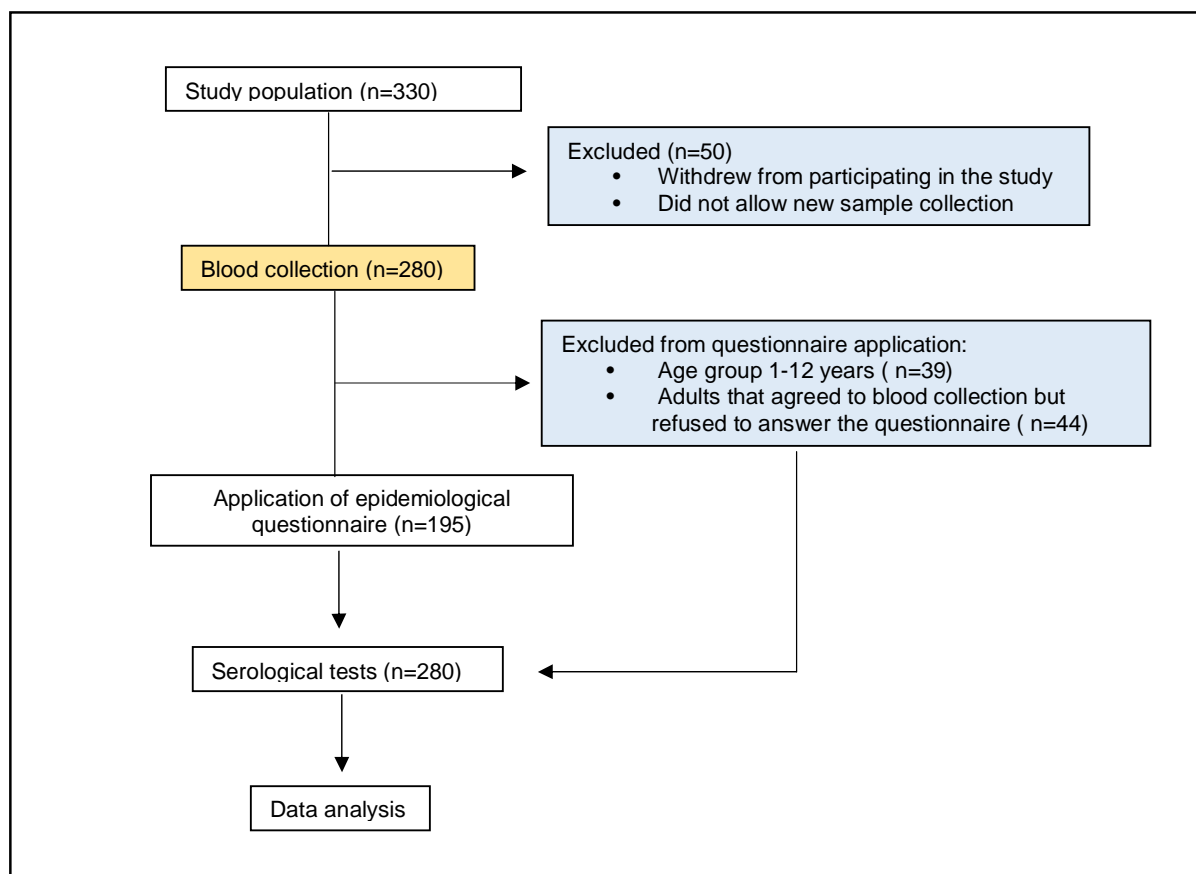 Study population (n=330)
Excluded (n=50)
• Withdrew from participating in the study
• Did not allow new sample collection
Blood collection (n=280)
Excluded from questionnaire application:
• Age group 1-12 years ( n=39)
• Adults that agreed to blood collection but
refused to answer the questionnaire ( n=44)
Application of epidemiological
questionnaire (n=195)
Serological tests (n=280)
Data analysis